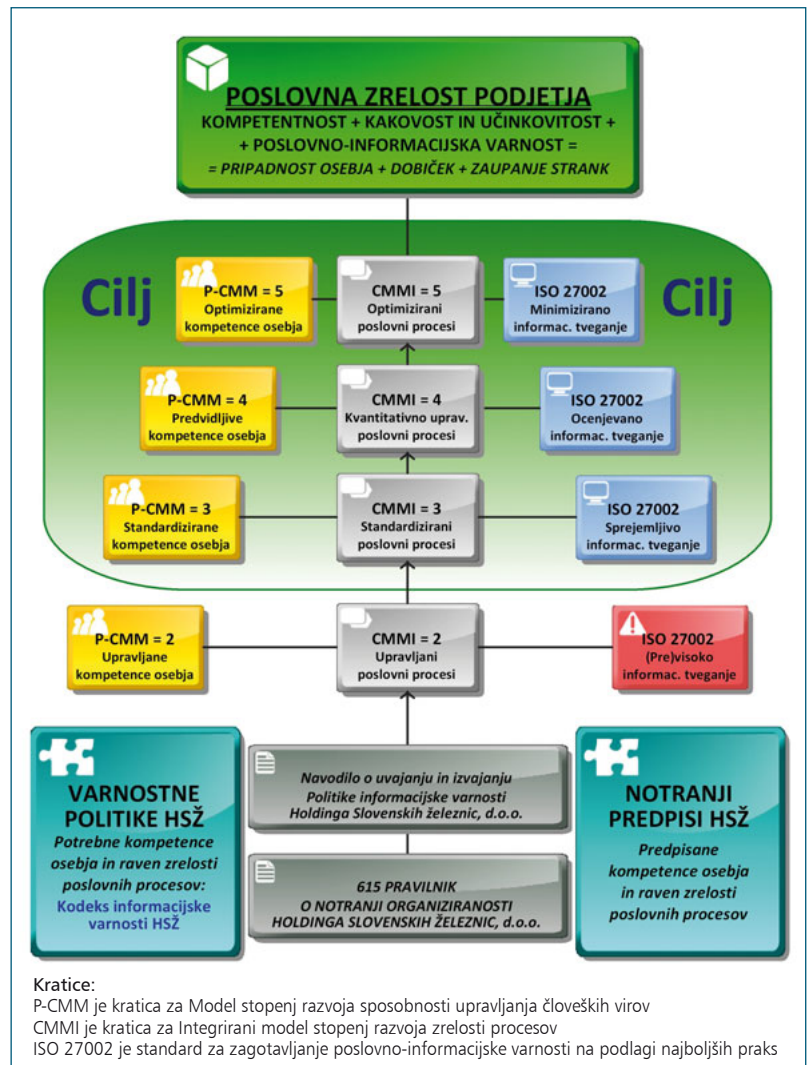 POSLOVNA ZRELOST PODJETJA
KOMPETENTNOST + KAKOVOST IN UČINKOVITOST +
+ POSLOVNO-INFORMACIJSKA VARNOST =
= PRIPADNOST OSEBJA + DOBIČEK + ZAUPANJE STRANK
Cilj
P-CMM = 5
Optimizirane
kompetence osebja
CMMI = 5
Optimizirani
poslovni procesi
ISO 27002
Minimizirano
informac. tveganje
Cilj
P-CMM = 4
Predvidljive
kompetence osebja
CMMI = 4
Kvantitativno uprav.
poslovni procesi
ISO 27002
Ocenjevano
informac. tveganje
P-CMM = 3
Standardizirane
kompetence osebja
CMMI = 3
Standardizirani
poslovni procesi
ISO 27002
Sprejemljivo
informac. tveganje
P-CMM = 2
Upravljane
kompetence osebja
CMMI = 2
Upravljani
poslovni procesi
ISO 27002
(Pre)visoko
informac. tveganje
VARNOSTNE
POLITIKE HSŽ
Potrebne kompetence
osebja in raven zrelosti
poslovnih procesov:
Kodeks informacijske
varnosti HSŽ
Navodilo o uvajanju in izvajanju
Politike informacijske varnosti
Holdinga Slovenskih železnic, d.o.o.
615 PRAVILNIK
O NOTRANJI ORGANIZIRANOSTI
HOLDINGA SLOVENSKIH ŽELEZNIC, d.o.o.
NOTRANJI
PREDPISI HSŽ
Predpisane
kompetence osebja
in raven zrelosti
poslovnih procesov
Kratice:
P-CMM je kratica za Model stopenj razvoja sposobnosti upravljanja človeških virov
CMMI je kratica za Integrirani model stopenj razvoja zrelosti procesov
ISO 27002 je standard za zagotavljanje poslovno-informacijske varnosti na podlagi najboljših praks